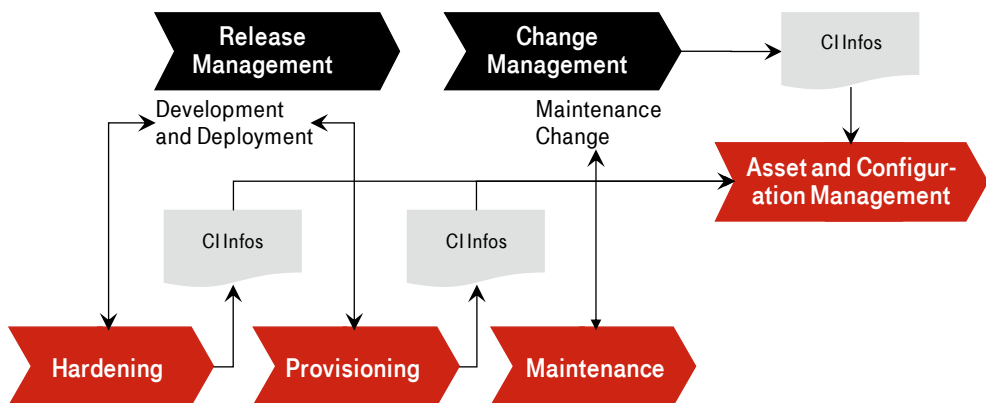 Release
Management
Change
Management
CI Infos
Development
and Deployment
Maintenance
Change
Asset and Configur-
ation Management
CI Infos
CI Infos
Hardening
Provisioning
Maintenance